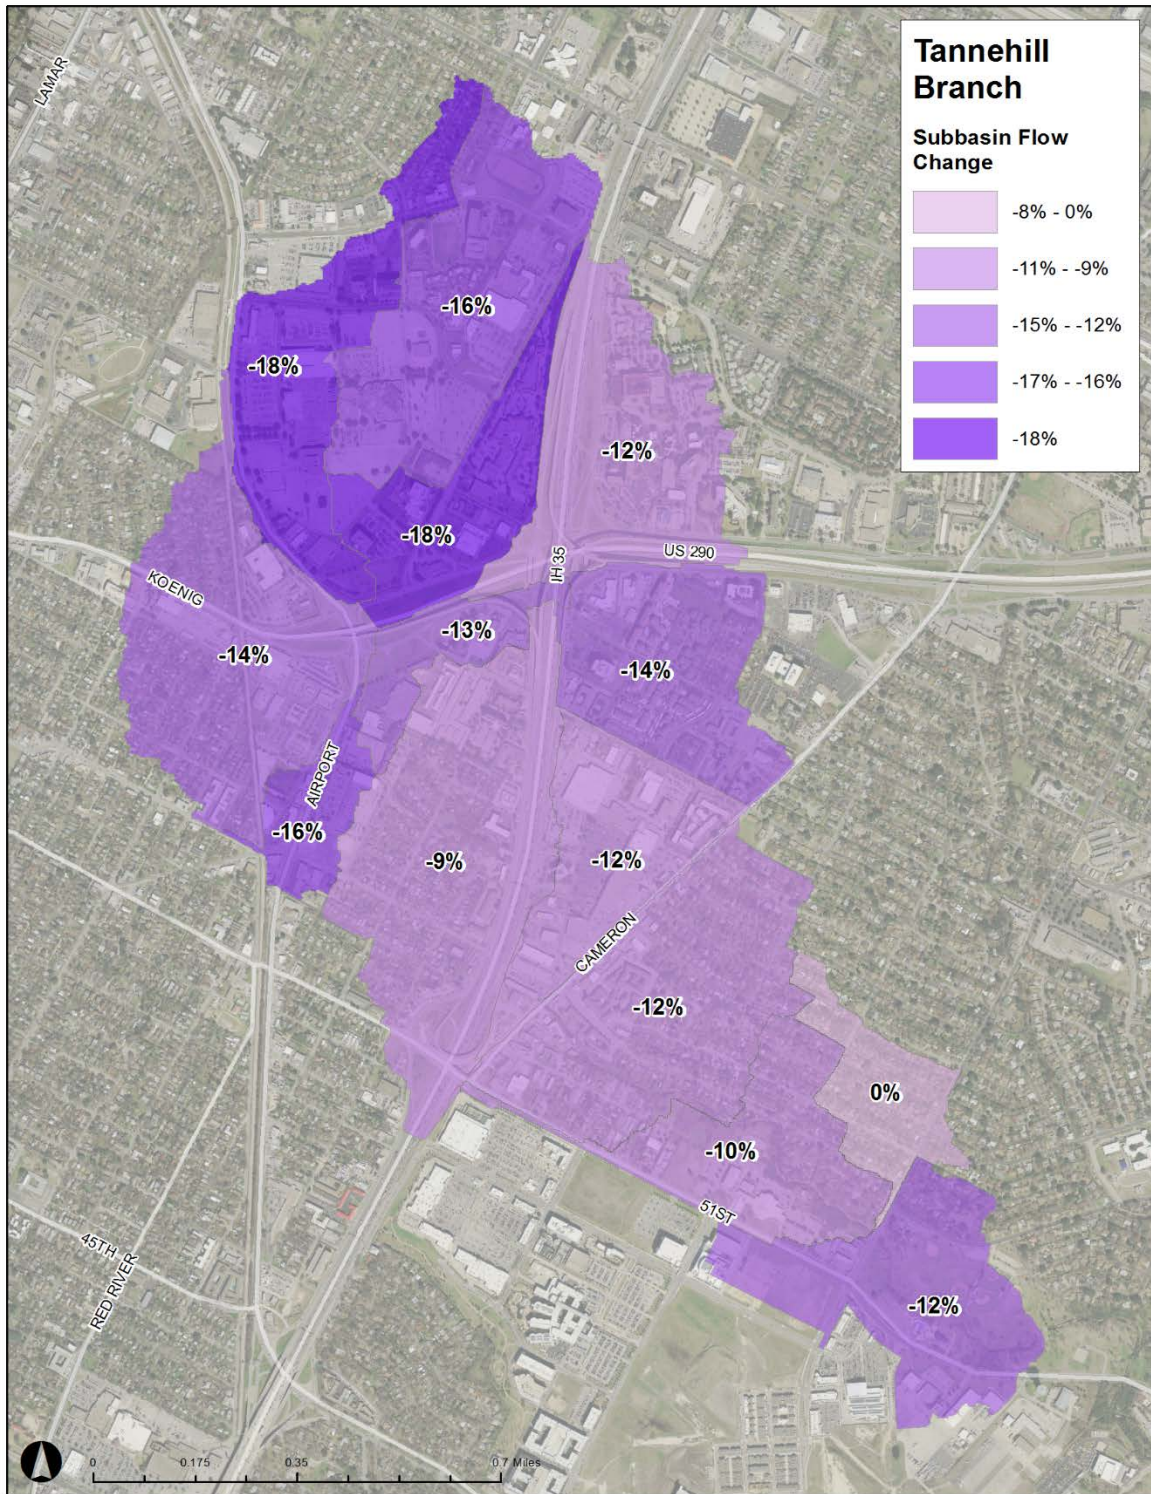 Tannehill
Branch
Subbasin Flow
Change
-8% - 0%
-11% - -9%
-15% - -12%
-17% - -16%
-18%
LAMAR
-16%
-18%
-12%
-18%
IH 35
US 290
KOENIG
-13%
-14%
-14%
AIRPORT
-16%
-9%
-12%
CAMERON
-12%
0%
-10%
51ST
45TH
RED RIVER
-12%
0 0.175 0.35 0.7 Miles